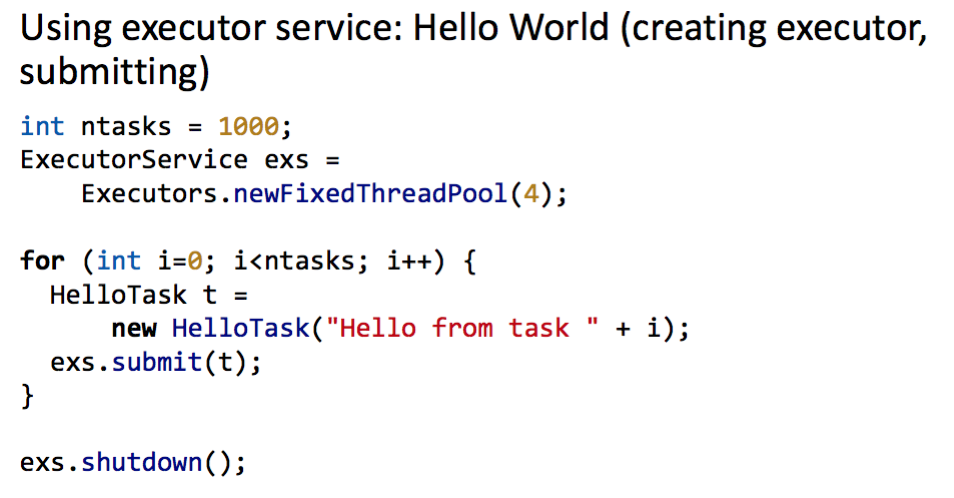 Using executor service: Hello World (creating executor,
submitting)
int ntasks = 1000;
ExecutorService exs =
    Executors.newFixedThreadPool(4);

for (int i=0; i<ntasks; i++) {
  HelloTask t =
      new HelloTask("Hello from task " + i);
  exs.submit(t);
}

exs.shutdown();